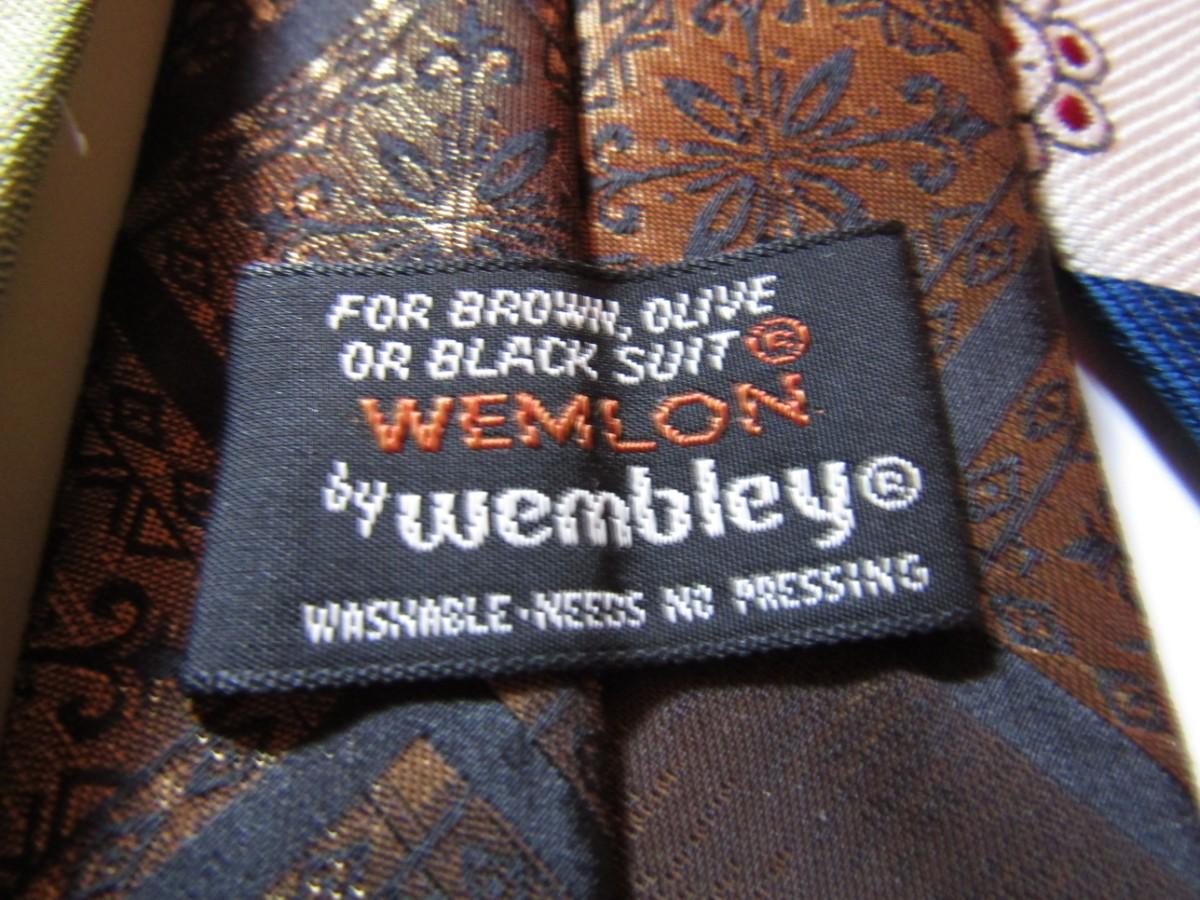 FOR BROWN, OLIVE
OR BLACK SUIT ®
WEMLON
by wembley®
WASHABLE·NEEDS NO PRESSING